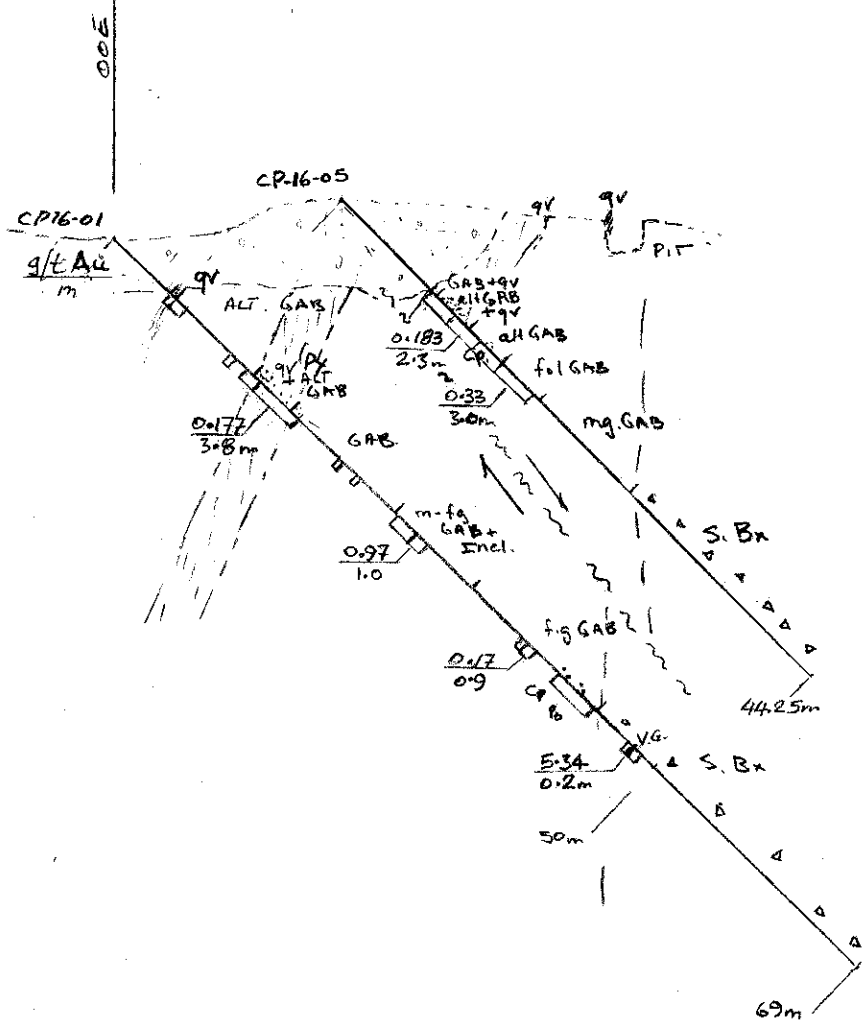 00E
CP-16-05
CP16-01
g/t Au
m
qv
qv
qv
PIT
ALT. GAB
GAB+qv
alt GAB
+qv
0.183
2.3m
Cp.
alt GAB
fol GAB
0.33
3.0m
mg. GAB
qv/py
+ ALT
GAB
0.177
3.8m
GAB.
m-fg
GAB+
Incl.
0.97
1.0
S. Bx
f.g GAB
0.17
0.9
Cp
Po
44.25m
V.G.
5.34
0.2m
S. Bx
50m
69m